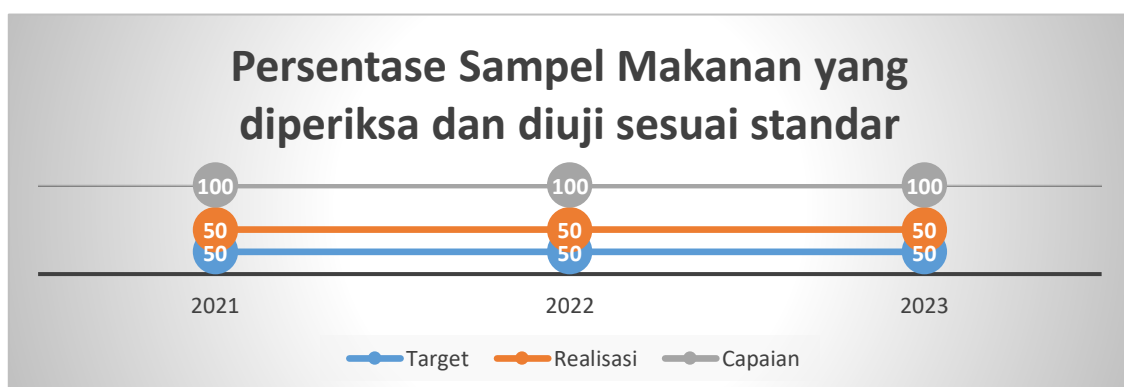 Persentase Sampel Makanan yang
diperiksa dan diuji sesuai standar
100 100 100
50 50 50
50 50 50
2021 2022 2023
Target Realisasi Capaian